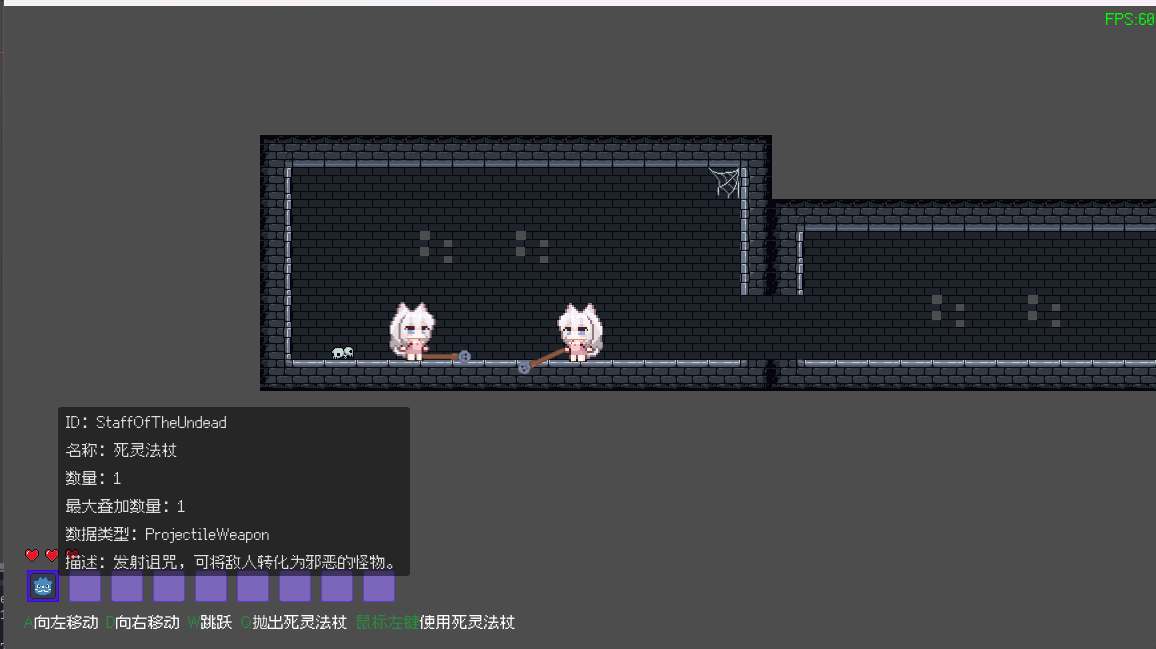 FPS:60
ID：StaffOfTheUndead
名称：死灵法杖
数量：1
最大叠加数量：1
数据类型：ProjectileWeapon
描述：发射诅咒，可将敌人转化为邪恶的怪物。
A向左移动 D向右移动 W跳跃 Q抛出死灵法杖 鼠标左键使用死灵法杖